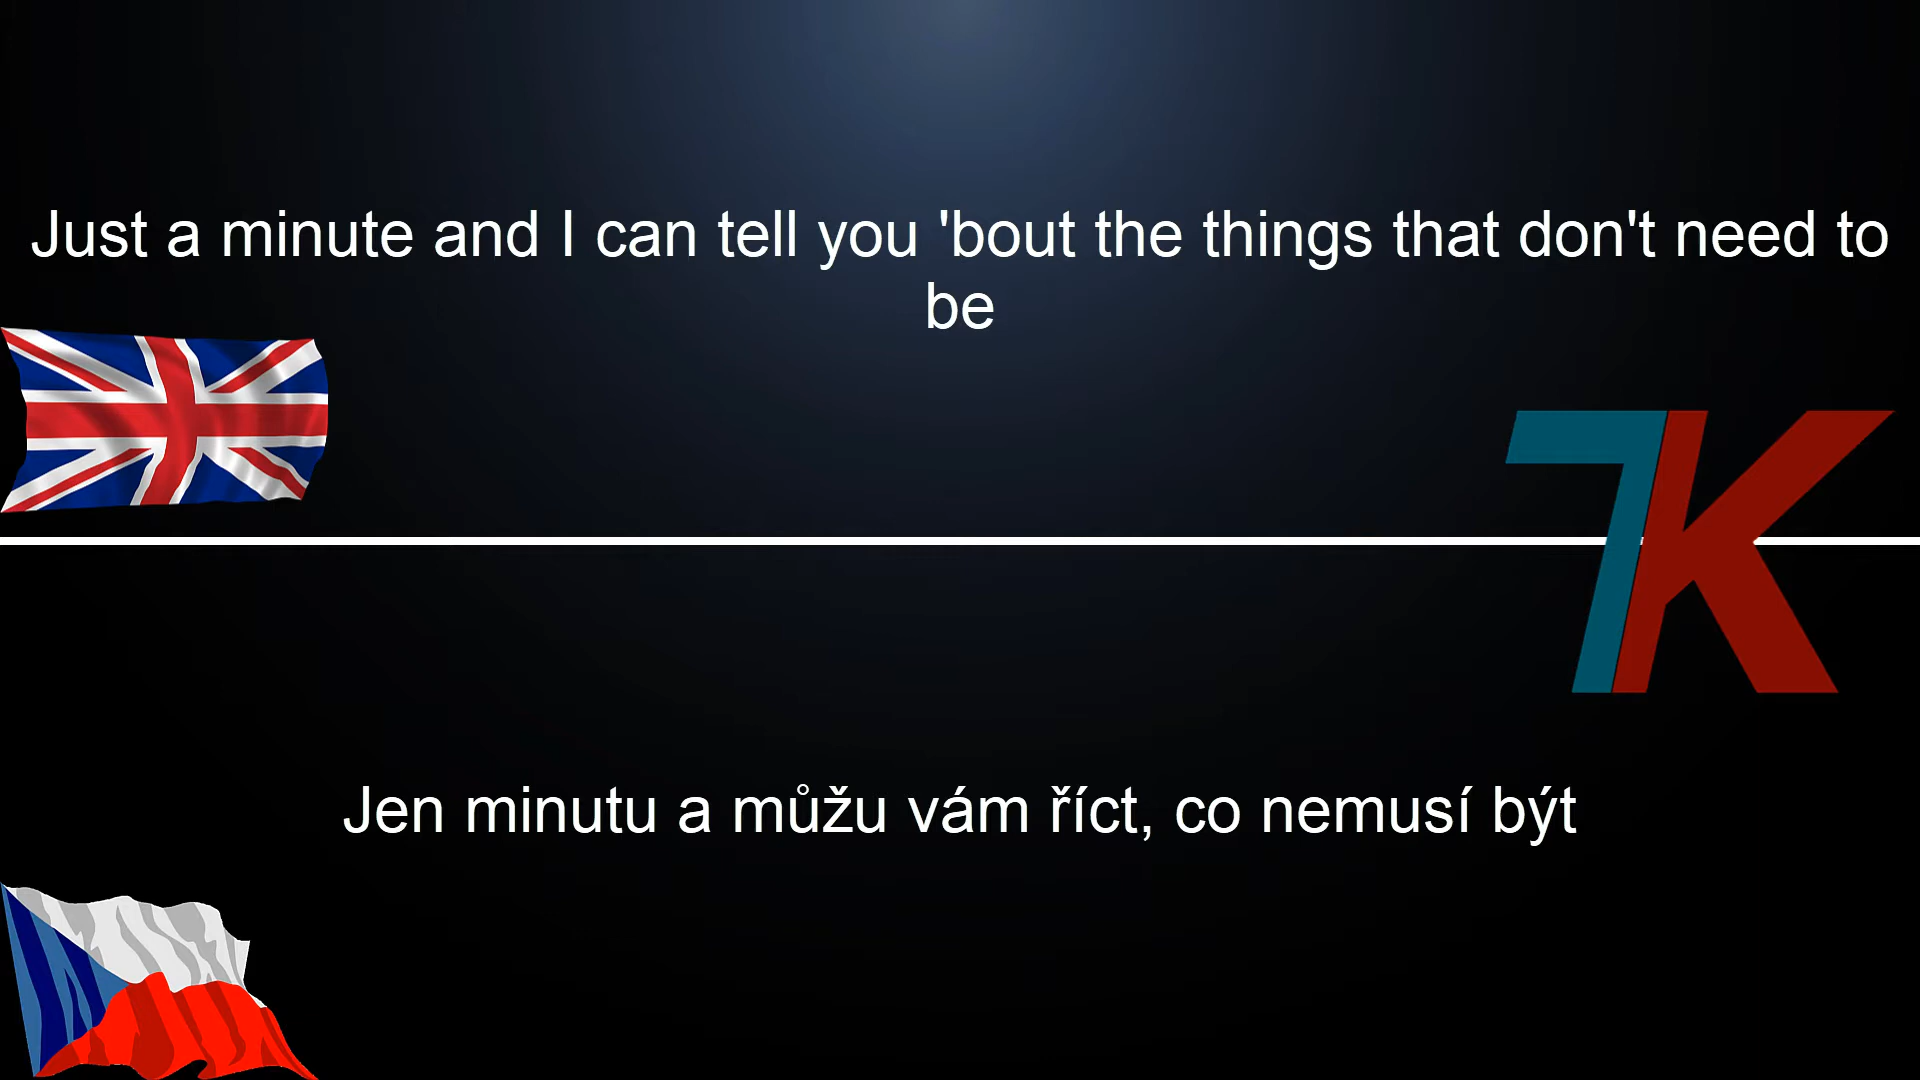 Just a minute and I can tell you 'bout the things that don't need to
be
7K
Jen minutu a můžu vám říct, co nemusí být